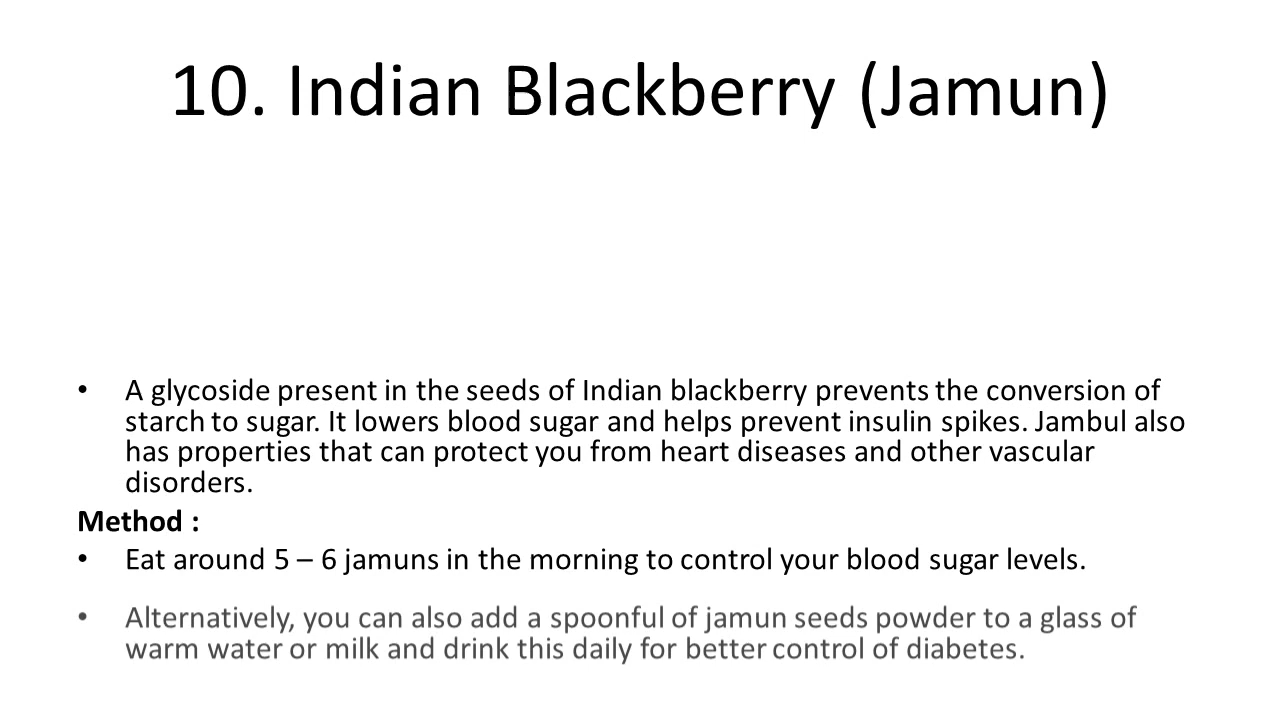 10. Indian Blackberry (Jamun)
• A glycoside present in the seeds of Indian blackberry prevents the conversion of
starch to sugar. It lowers blood sugar and helps prevent insulin spikes. Jambul also
has properties that can protect you from heart diseases and other vascular
disorders.
Method :
• Eat around 5 – 6 jamuns in the morning to control your blood sugar levels.
• Alternatively, you can also add a spoonful of jamun seeds powder to a glass of
warm water or milk and drink this daily for better control of diabetes.